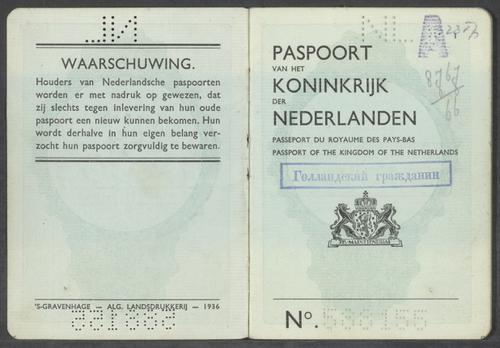 WAARSCHUWING.
Houders van Nederlandsche paspoorten
worden er met nadruk op gewezen, dat
zij slechts tegen inlevering van hun oude
paspoort een nieuw kunnen bekomen. Hun
wordt derhalve in hun eigen belang ver-
zocht hun paspoort zorgvuldig te bewaren.
'S-GRAVENHAGE — ALG. LANDSDRUKKERIJ — 1936
NL
A
PASPOORT
VAN HET
KONINKRIJK
DER
NEDERLANDEN
PASSEPORT DU ROYAUME DES PAYS-BAS
PASSPORT OF THE KINGDOM OF THE NETHERLANDS
Голландский гражданин
JE·MAINTIENDRAI
Nº.